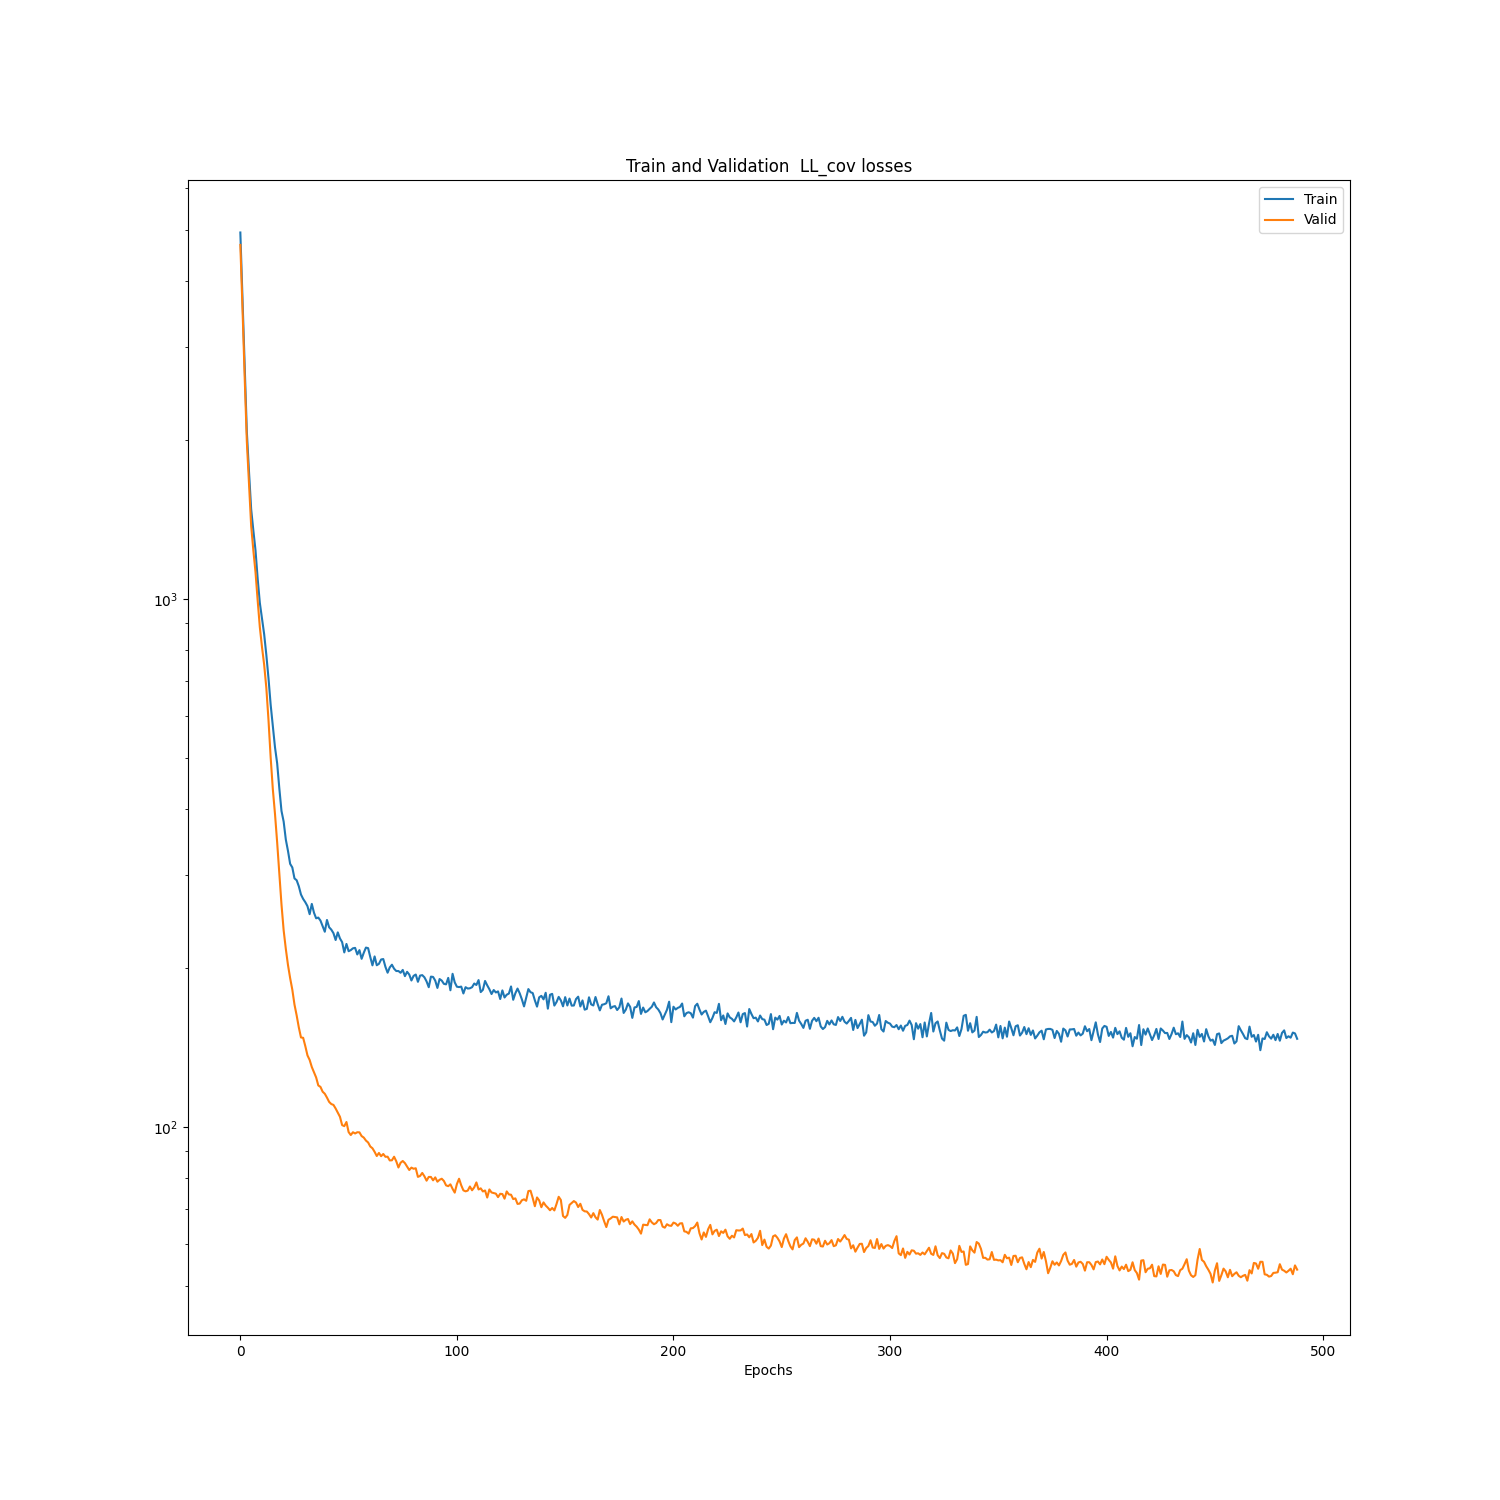 Train and Validation  LL_cov losses
Train
Valid
10³
10²
0 100 200 300 400 500
Epochs